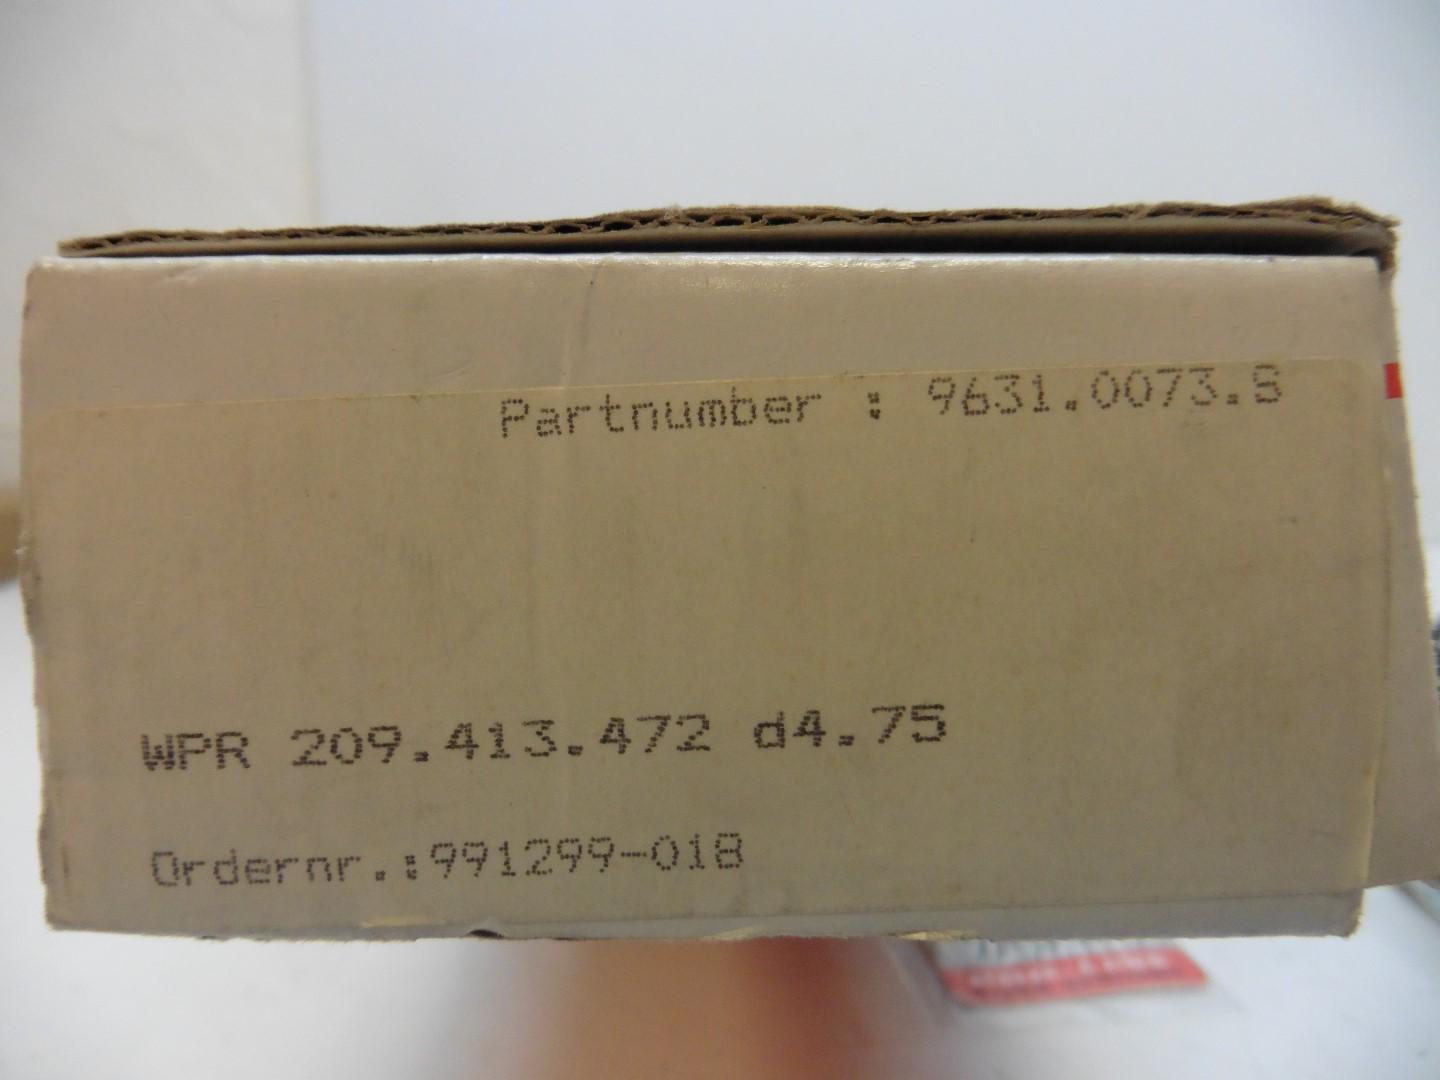 Partnumber : 9631.0073.8
WPR 209.413.472 d4.75
Ordernr.:991299-018